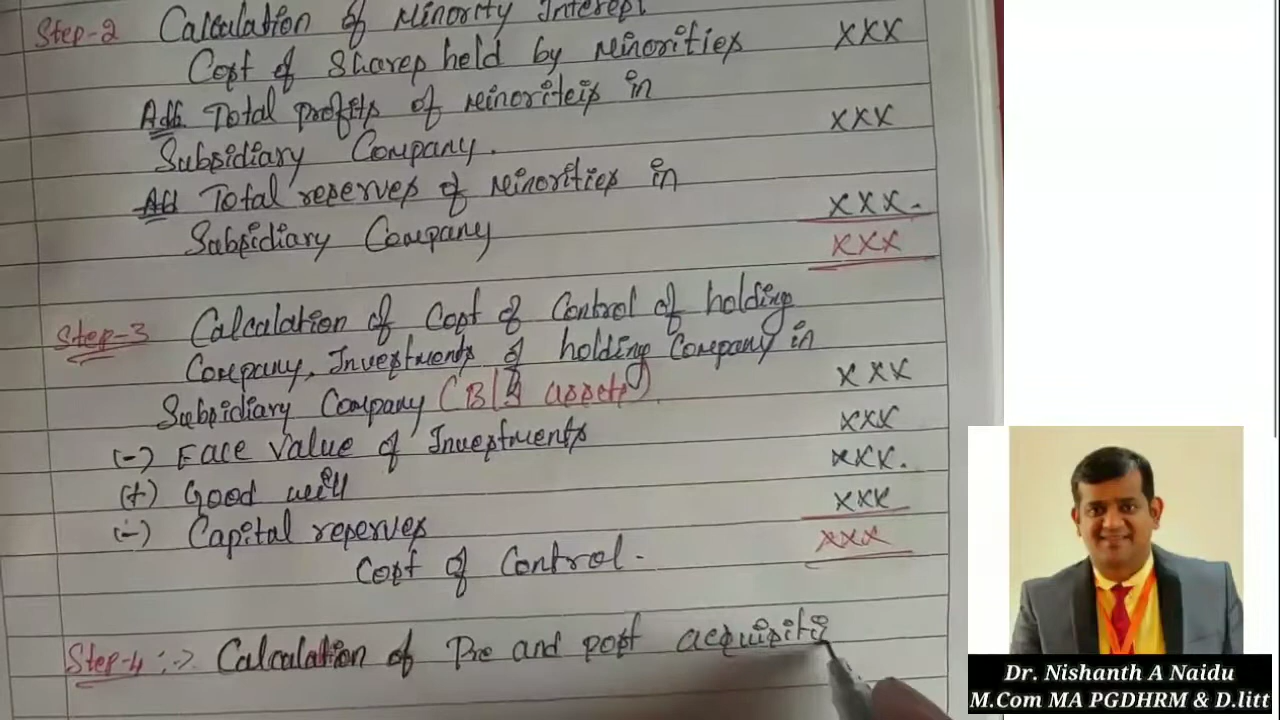 Step-2 Calculation of Minority Interest
Cost of Shares held by Minorities XXX
Add. Total profits of Minoriteis in
Subsidiary Company. XXX
Add Total reserves of Minorities in
Subsidiary Company XXX.
XXX
Step-3 Calculation of Cost of Control of holding
Company, Investments of holding Company in
Subsidiary Company (B/S assets) XXX
(-) Face value of Investments XXX
(+) Good will XXX.
(-) Capital reserves XXX
Cost of Control. XXX
Step-4 :-> Calculation of Pre and post acquisiti
Dr. Nishanth A Naidu
M.Com MA PGDHRM & D.litt